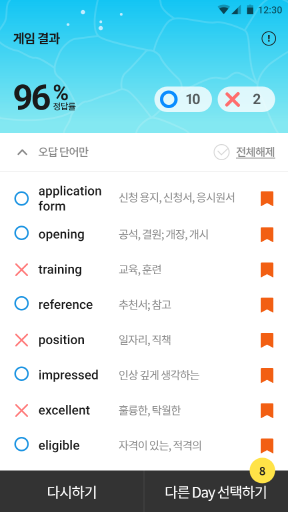 12:30
게임 결과
96 %
정답률
10
2
오답 단어만
전체해제
application
form
신청 용지, 신청서, 응시원서
opening
공석, 결원; 개장, 개시
training
교육, 훈련
reference
추천서; 참고
position
일자리, 직책
impressed
인상 깊게 생각하는
excellent
훌륭한, 탁월한
eligible
자격이 있는, 적격의
8
다시하기
다른 Day 선택하기